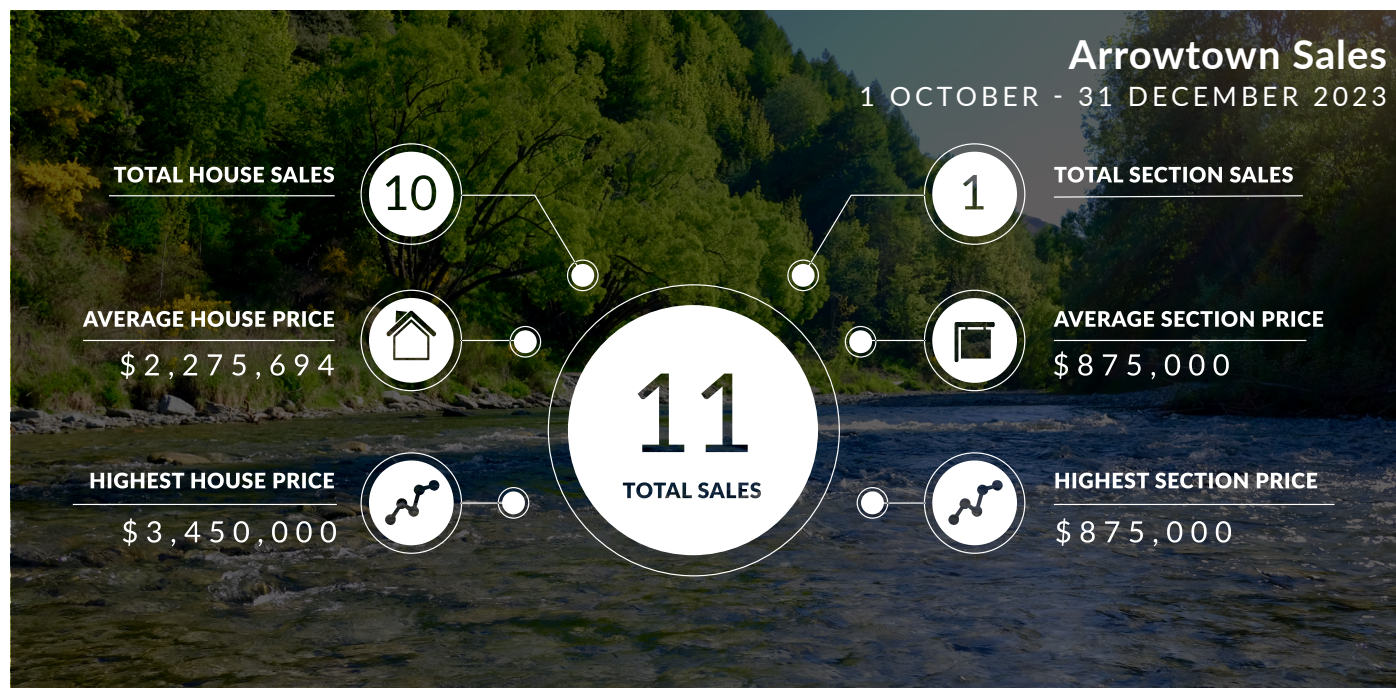 Arrowtown Sales
1 OCTOBER - 31 DECEMBER 2023
TOTAL HOUSE SALES
10
AVERAGE HOUSE PRICE
$2,275,694
HIGHEST HOUSE PRICE
$3,450,000
11
TOTAL SALES
1
TOTAL SECTION SALES
AVERAGE SECTION PRICE
$875,000
HIGHEST SECTION PRICE
$875,000